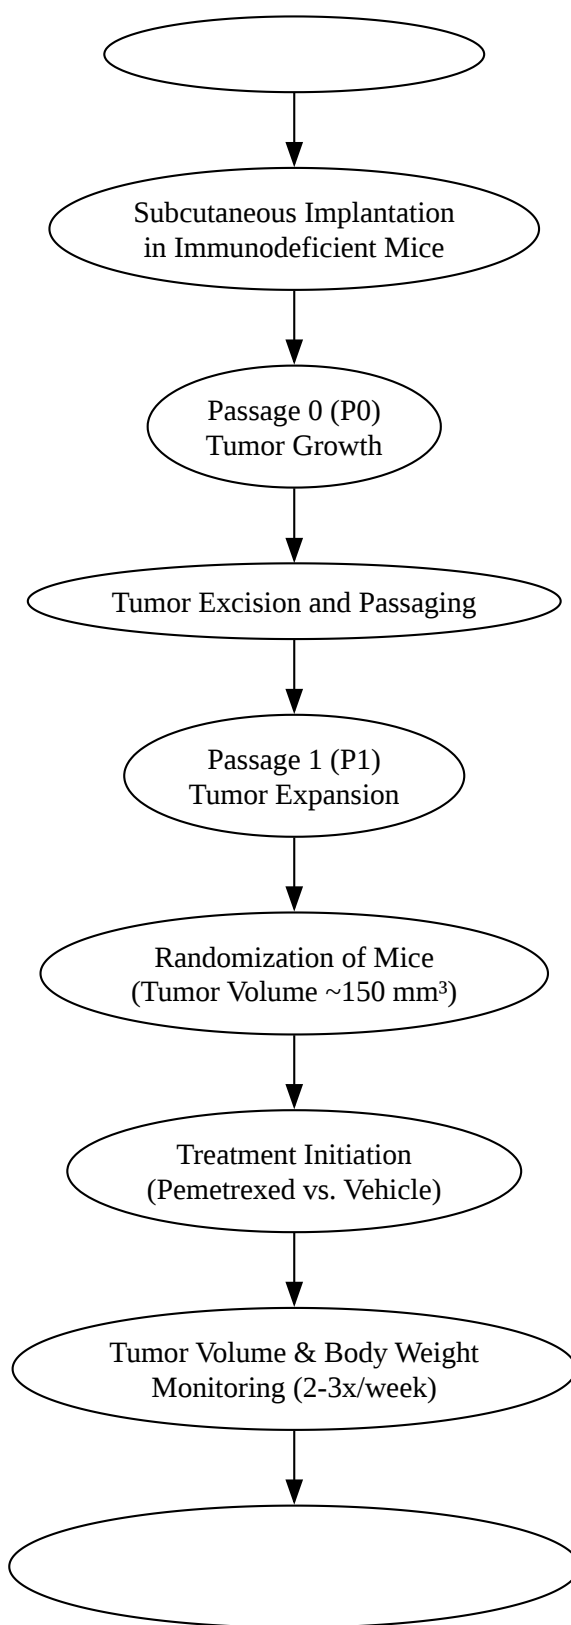 Subcutaneous Implantation
in Immunodeficient Mice
Passage 0 (P0)
Tumor Growth
Tumor Excision and Passaging
Passage 1 (P1)
Tumor Expansion
Randomization of Mice
(Tumor Volume ~150 mm³)
Treatment Initiation
(Pemetrexed vs. Vehicle)
Tumor Volume & Body Weight
Monitoring (2-3x/week)